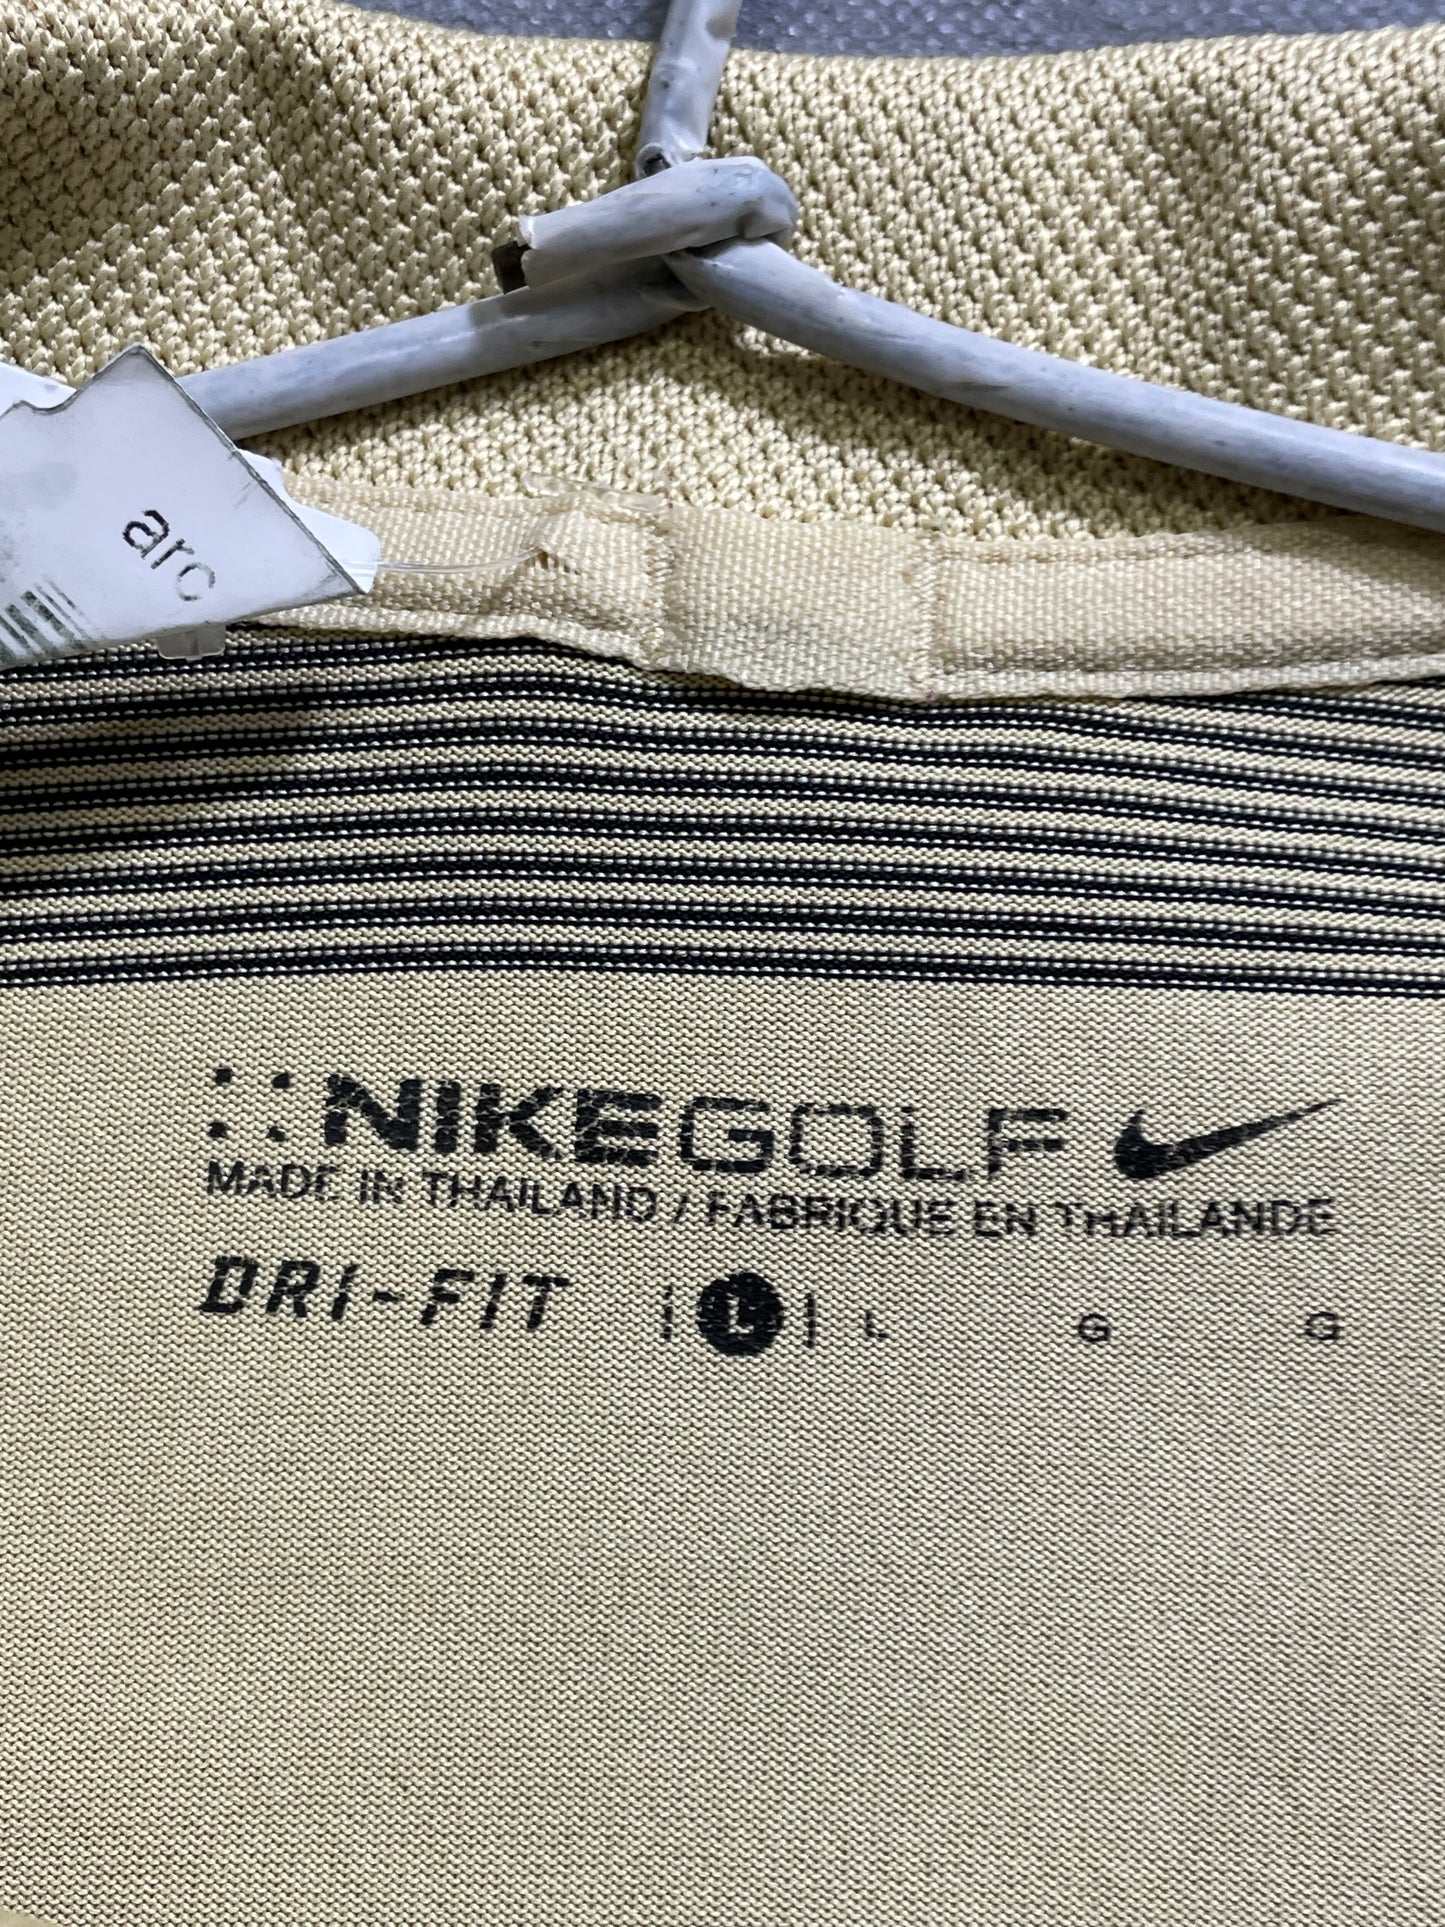 arc
NIKEGOLF
MADE IN THAILAND / FABRIQUE EN THAILANDE
DRI-FIT L L G G